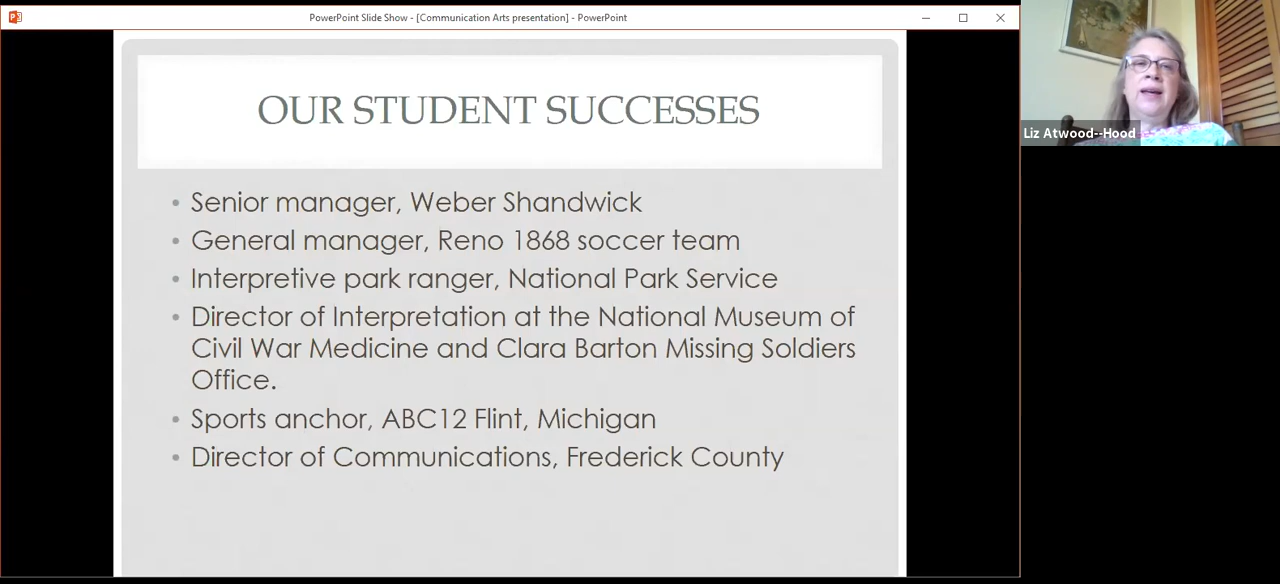 PowerPoint Slide Show - [Communication Arts presentation] - PowerPoint
OUR STUDENT SUCCESSES
• Senior manager, Weber Shandwick
• General manager, Reno 1868 soccer team
• Interpretive park ranger, National Park Service
• Director of Interpretation at the National Museum of
Civil War Medicine and Clara Barton Missing Soldiers
Office.
• Sports anchor, ABC12 Flint, Michigan
• Director of Communications, Frederick County
Liz Atwood--Hood